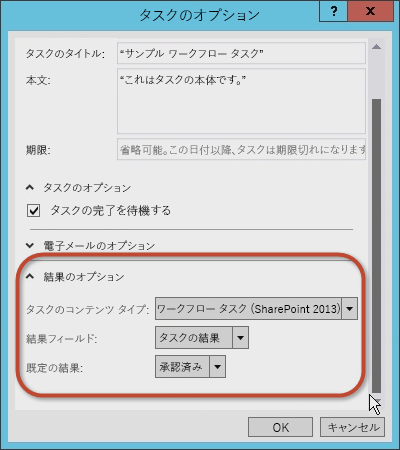 タスクのオプション
? x
タスクのタイトル: “サンプル ワークフロー タスク”
本文: “これはタスクの本体です。”
期限: 省略可能。この日付以降、タスクは期限切れになります
タスクのオプション
タスクの完了を待機する
電子メールのオプション
結果のオプション
タスクのコンテンツ タイプ: ワークフロー タスク (SharePoint 2013)
結果フィールド: タスクの結果
既定の結果: 承認済み
OK キャンセル